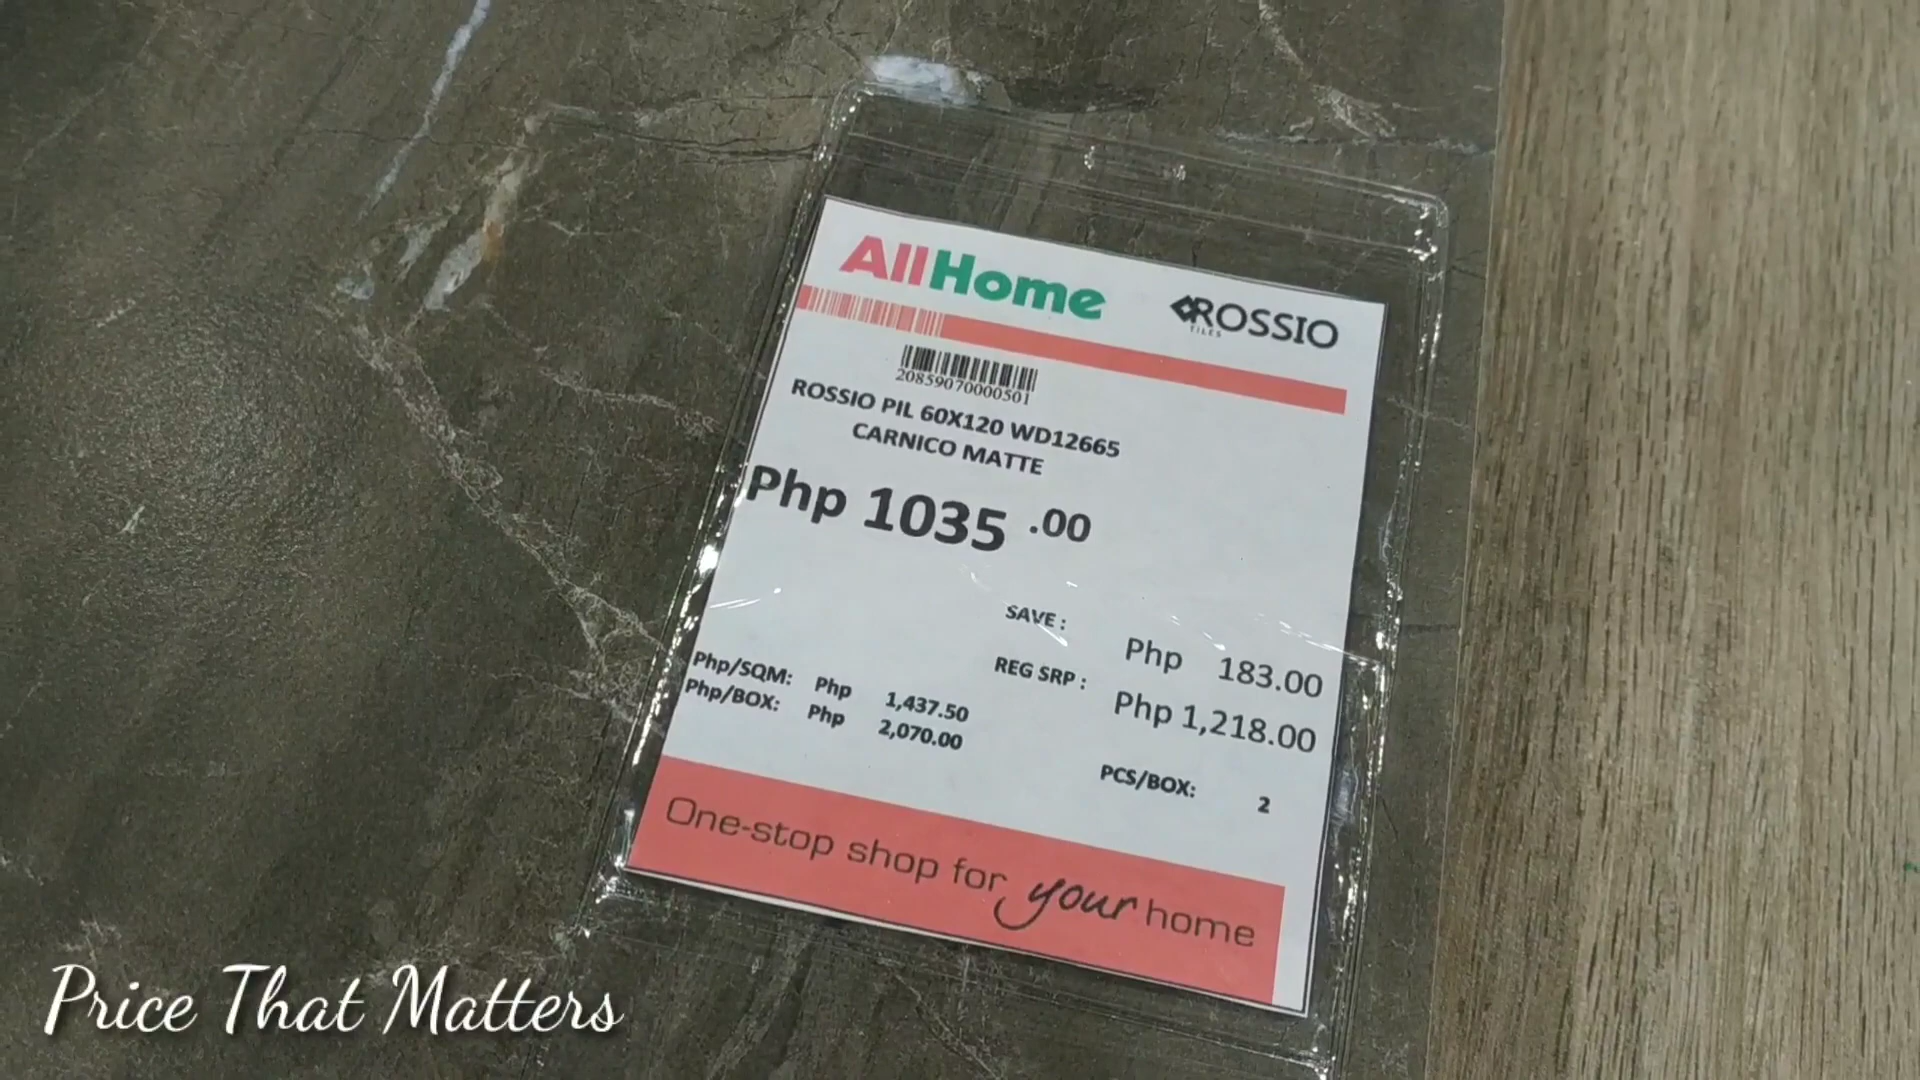 AllHome
ROSSIO
TILES
20859070000501
ROSSIO PIL 60X120 WD12665
CARNICO MATTE
Php 1035 .00
SAVE : Php 183.00
REG SRP : Php 1,218.00
Php/SQM: Php 1,437.50
Php/BOX: Php 2,070.00
PCS/BOX: 2
One-stop shop for your home
Price That Matters